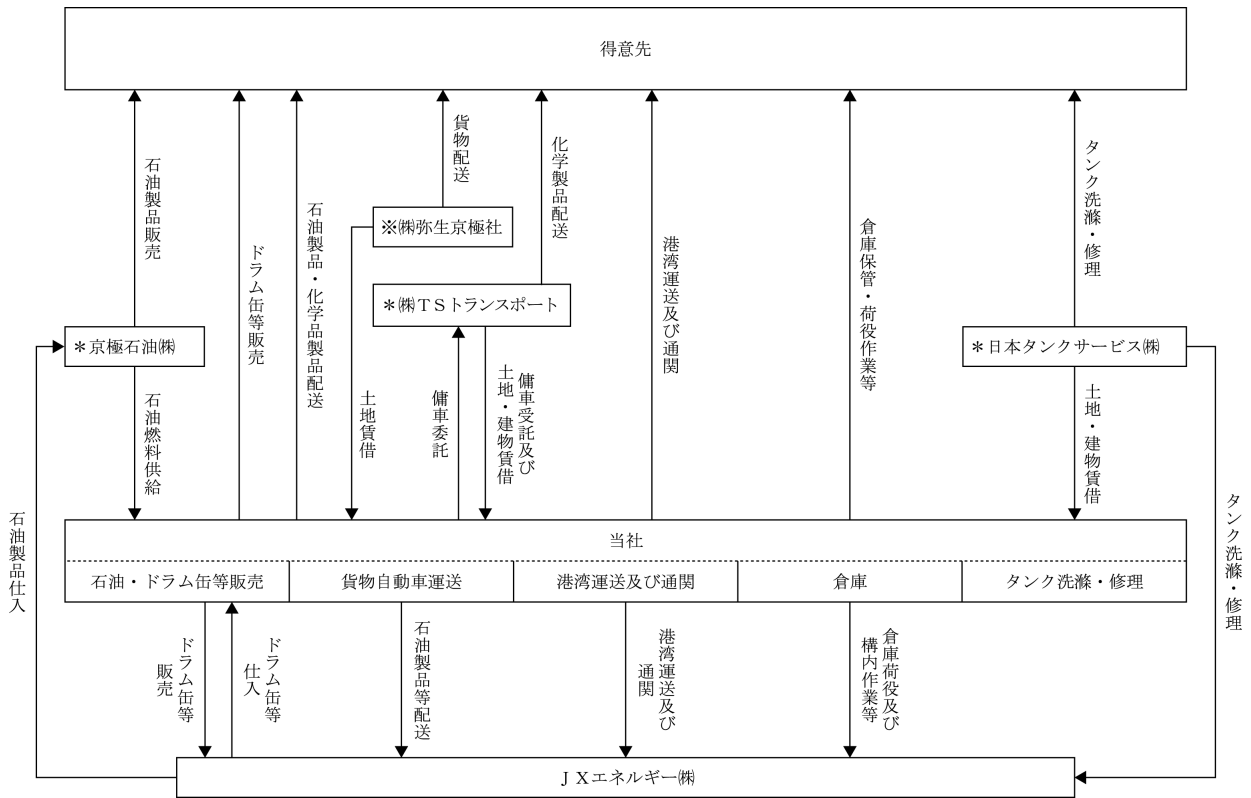 得意先
石油製品販売
ドラム缶等販売
石油製品・化学品製品配送
貨物配送
化学製品配送
港湾運送及び通関
倉庫保管・荷役作業等
タンク洗滌・修理
※㈱弥生京極社
＊㈱ＴＳトランスポート
＊京極石油㈱
＊日本タンクサービス㈱
石油燃料供給
土地賃借
傭車委託
傭車受託及び
土地・建物賃借
土地・建物賃借
石油製品仕入
タンク洗滌・修理
当社
石油・ドラム缶等販売
貨物自動車運送
港湾運送及び通関
倉庫
タンク洗滌・修理
ドラム缶等
販売
ドラム缶等
仕入
石油製品等配送
港湾運送及び
通関
倉庫荷役及び
構内作業等
ＪＸエネルギー㈱